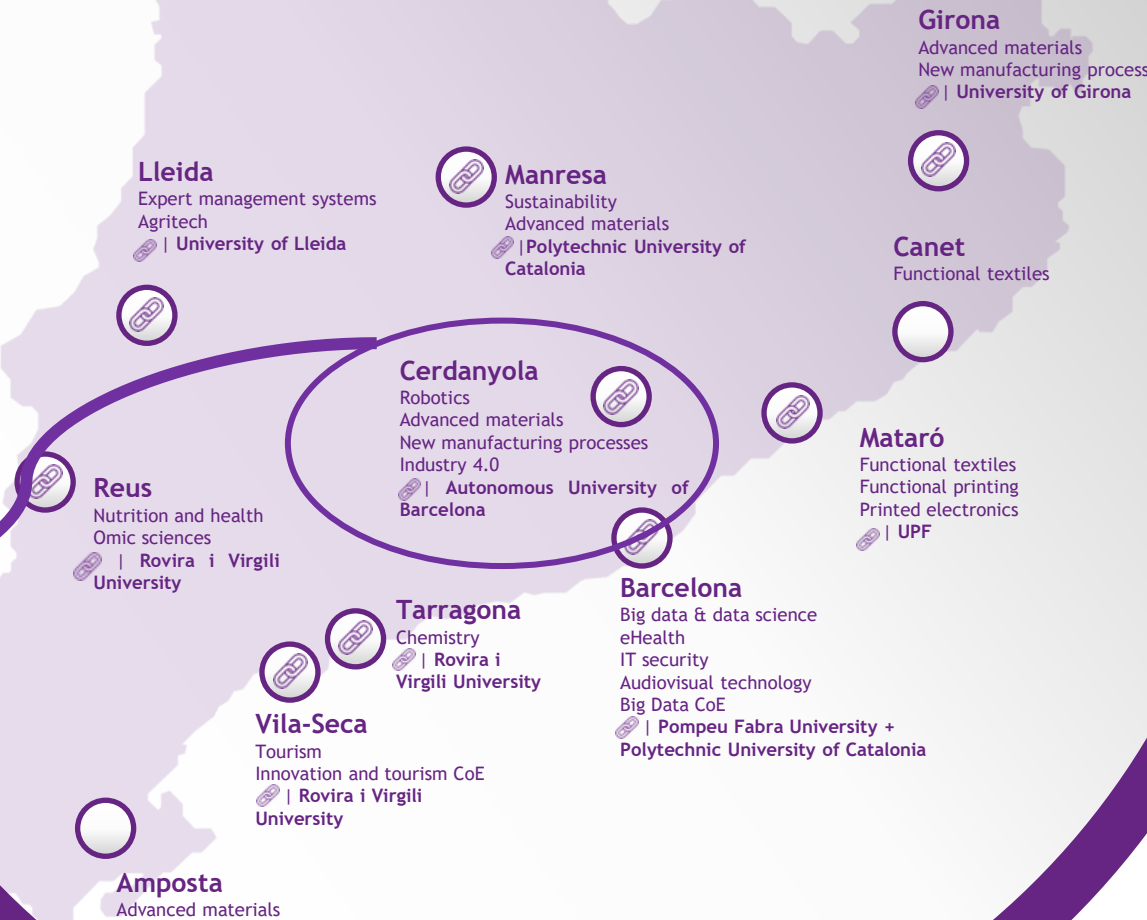 Girona
Advanced materials
New manufacturing process
| University of Girona
Lleida
Expert management systems
Agritech
| University of Lleida
Manresa
Sustainability
Advanced materials
|Polytechnic University of
Catalonia
Canet
Functional textiles
Cerdanyola
Robotics
Advanced materials
New manufacturing processes
Industry 4.0
| Autonomous University of
Barcelona
Mataró
Functional textiles
Functional printing
Printed electronics
| UPF
Reus
Nutrition and health
Omic sciences
| Rovira i Virgili
University
Tarragona
Chemistry
| Rovira i
Virgili University
Barcelona
Big data & data science
eHealth
IT security
Audiovisual technology
Big Data CoE
| Pompeu Fabra University +
Polytechnic University of Catalonia
Vila-Seca
Tourism
Innovation and tourism CoE
| Rovira i Virgili
University
Amposta
Advanced materials